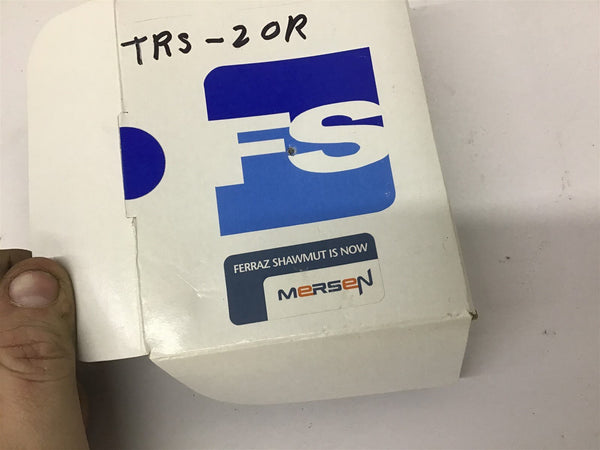 TRS-20R
FS
FERRAZ SHAWMUT IS NOW
MERSEN